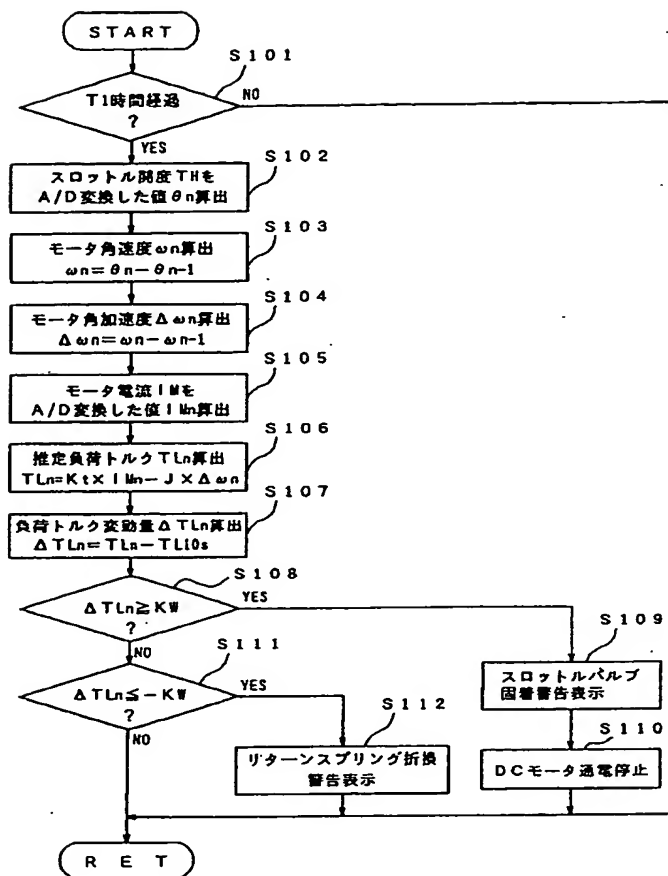 START
S101
T1時間経過
?
NO
YES
S102
スロットル開度THを
A/D変換した値θn算出
S103
モータ角速度ωn算出
ωn=θn-θn-1
S104
モータ角加速度Δωn算出
Δωn=ωn-ωn-1
S105
モータ電流IMを
A/D変換した値IMn算出
S106
推定負荷トルクTLn算出
TLn=Kt×IMn-J×Δωn
S107
負荷トルク変動量ΔTLn算出
ΔTLn=TLn-TLi0s
S108
ΔTLn≧KW
?
YES
NO
S109
スロットルバルブ
固着警告表示
S110
DCモータ通電停止
S111
ΔTLn≦-KW
?
YES
NO
S112
リターンスプリング折損
警告表示
RET